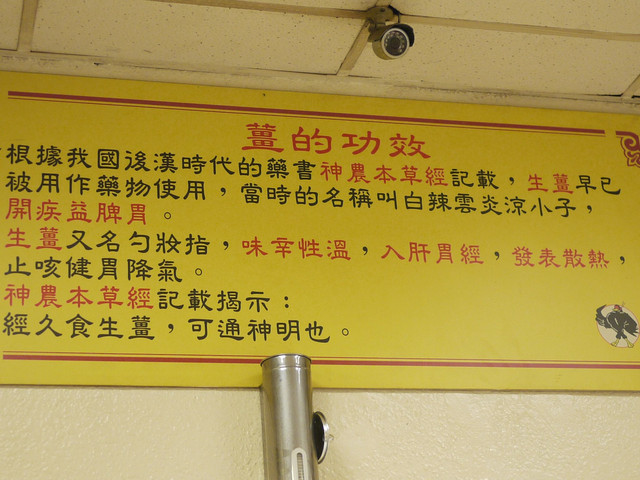 薑的功效
根據我國後漢時代的藥書神農本草經記載，生薑早已
被用作藥物使用，當時的名稱叫白辣雲炎涼小子，
開疾益脾胃。
生薑又名勺妝指，味辛性溫，入肝胃經，發表散熱，
止咳健胃降氣。
神農本草經記載揭示：
經久食生薑，可通神明也。